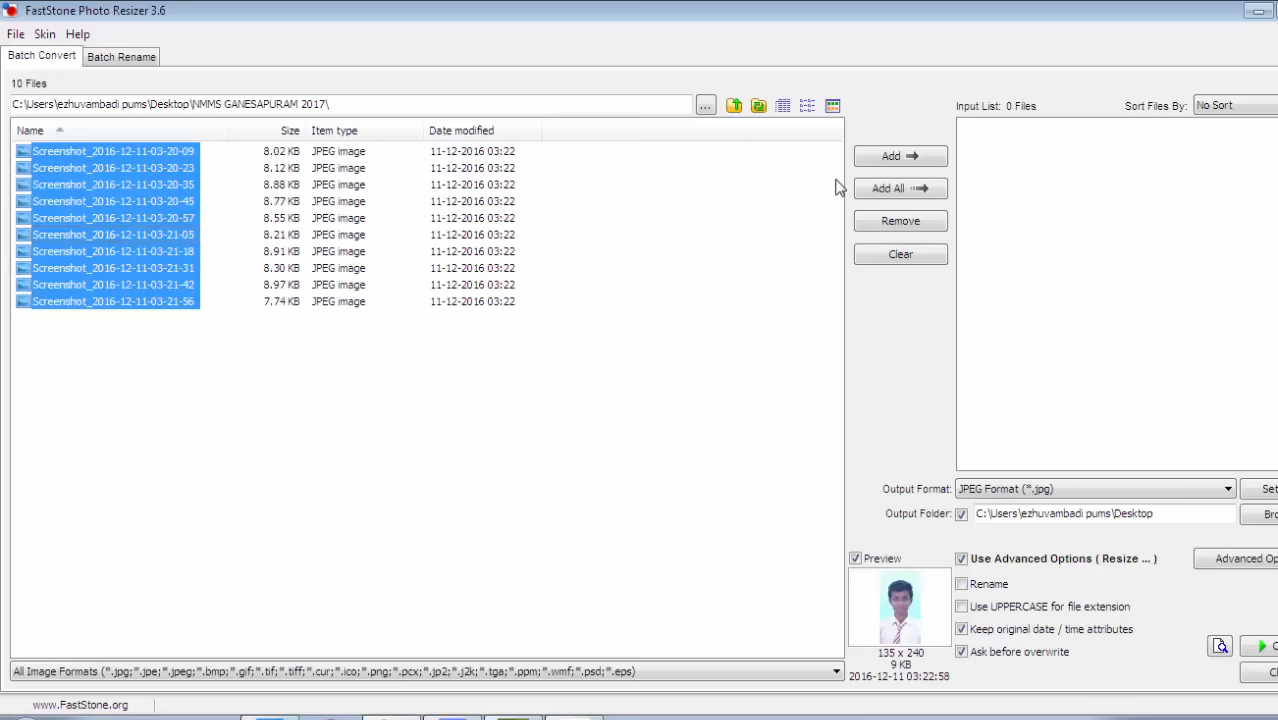 FastStone Photo Resizer 3.6
File Skin Help
Batch Convert Batch Rename
10 Files
C:\Users\ezhuvambadi pums\Desktop\NMMS GANESAPURAM 2017\ ...
Name Size Item type Date modified
Screenshot_2016-12-11-03-20-09 8.02 KB JPEG image 11-12-2016 03:22
Screenshot_2016-12-11-03-20-23 8.12 KB JPEG image 11-12-2016 03:22
Screenshot_2016-12-11-03-20-35 8.88 KB JPEG image 11-12-2016 03:22
Screenshot_2016-12-11-03-20-45 8.77 KB JPEG image 11-12-2016 03:22
Screenshot_2016-12-11-03-20-57 8.55 KB JPEG image 11-12-2016 03:22
Screenshot_2016-12-11-03-21-05 8.21 KB JPEG image 11-12-2016 03:22
Screenshot_2016-12-11-03-21-18 8.91 KB JPEG image 11-12-2016 03:22
Screenshot_2016-12-11-03-21-31 8.30 KB JPEG image 11-12-2016 03:22
Screenshot_2016-12-11-03-21-42 8.97 KB JPEG image 11-12-2016 03:22
Screenshot_2016-12-11-03-21-56 7.74 KB JPEG image 11-12-2016 03:22
All Image Formats (*.jpg;*.jpe;*.jpeg;*.bmp;*.gif;*.tif;*.tiff;*.cur;*.ico;*.png;*.pcx;*.jp2;*.j2k;*.tga;*.ppm;*.wmf;*.psd;*.eps)
www.FastStone.org
Add
Add All
Remove
Clear
Input List: 0 Files Sort Files By: No Sort
Output Format: JPEG Format (*.jpg) Set
Output Folder: C:\Users\ezhuvambadi pums\Desktop Bro
Preview
135 x 240
9 KB
2016-12-11 03:22:58
Use Advanced Options ( Resize ... ) Advanced Op
Rename
Use UPPERCASE for file extension
Keep original date / time attributes
Ask before overwrite